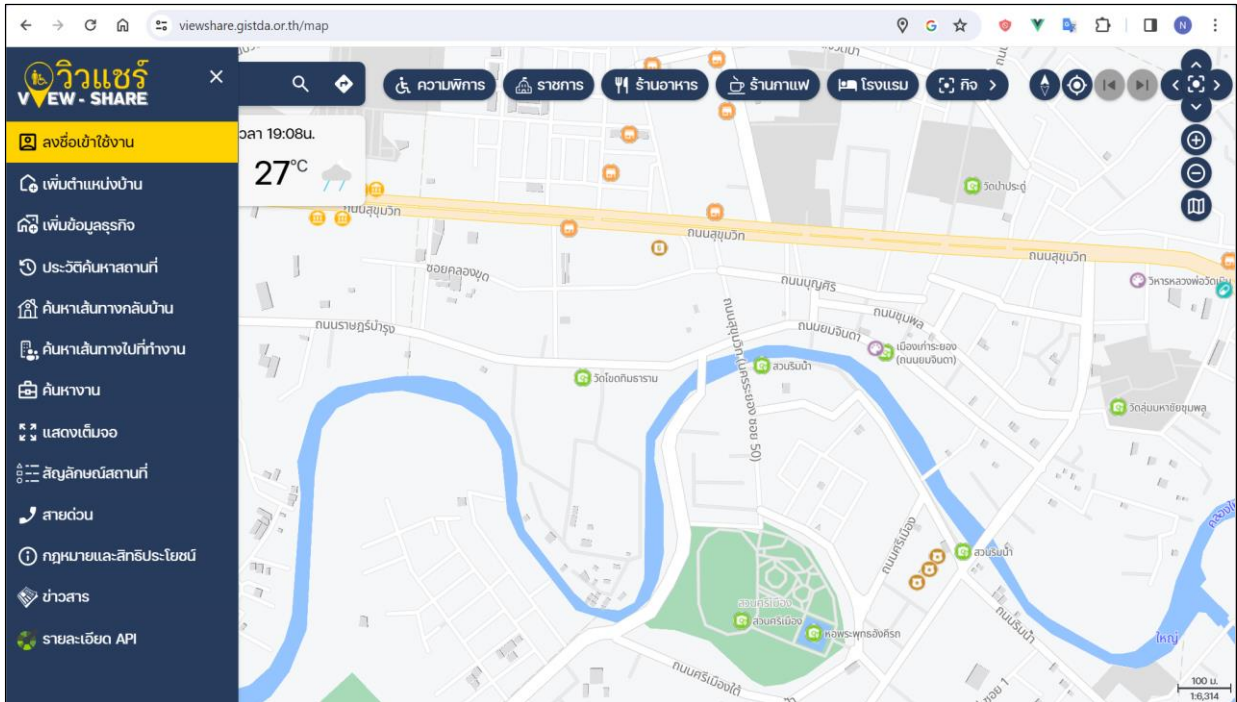 viewshare.gistda.or.th/map
N
วิวแชร์
VIEW - SHARE
ลงชื่อเข้าใช้งาน
เพิ่มตำแหน่งบ้าน
เพิ่มข้อมูลธุรกิจ
ประวัติค้นหาสถานที่
ค้นหาเส้นทางกลับบ้าน
ค้นหาเส้นทางไปที่ทำงาน
ค้นหางาน
แสดงเต็มจอ
สัญลักษณ์สถานที่
สายด่วน
กฎหมายและสิทธิประโยชน์
ข่าวสาร
รายละเอียด API
ความพิการ
ราชการ
ร้านอาหาร
ร้านกาแฟ
โรงแรม
กิจ
วลา 19:08น.
27°C
วัดป่าประดู่
ถนนสุขุมวิท
ถนนสุขุมวิท
ถนนสุขุมวิท
ซอยคลองขุด
ถนนบุญศิริ
วิหารหลวงพ่อวัด
ถนนราษฎร์บำรุง
ถนนชุมพล
ถนนยมจินดา
เมืองเก่าระยอง
(ถนนยมจินดา)
ถนนสุขุมวิท (นครระยอง ซอย 50)
สวนริมน้ำ
วัดโขดทิมธาราม
วัดลุ่มมหาชัยชุมพล
ถนนศรีเมือง
สวนริมน้ำ
สวนศรีเมือง
สวนศรีเมือง
หอพระพุทธอังคีรส
ถนนริมน้ำ
ใหญ่
ถนนศรีเมืองใต้
ซอย 1
100 ม.
1:6,314